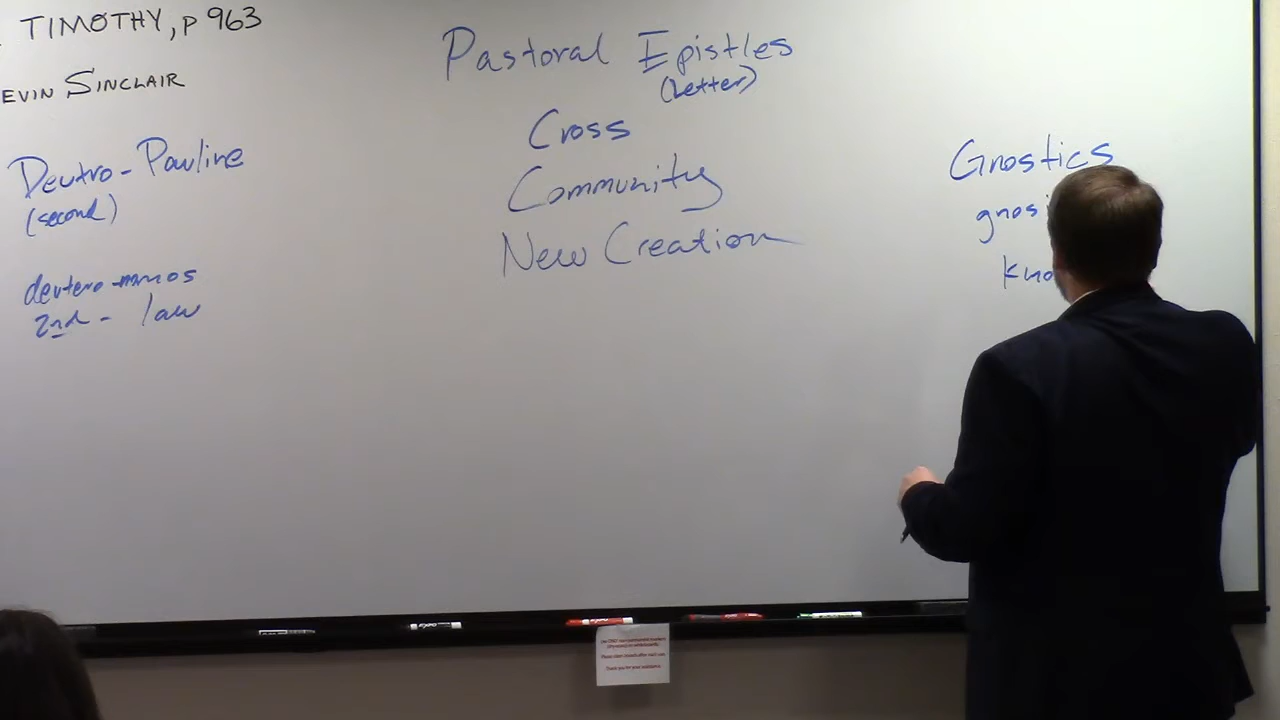 TIMOTHY, P 963
EVIN SINCLAIR
Deutro-Pauline
(second)
deutero-nomos
2nd - law
Pastoral Epistles
(Letter)
Cross
Community
New Creation
Gnostics
gnosi
kno